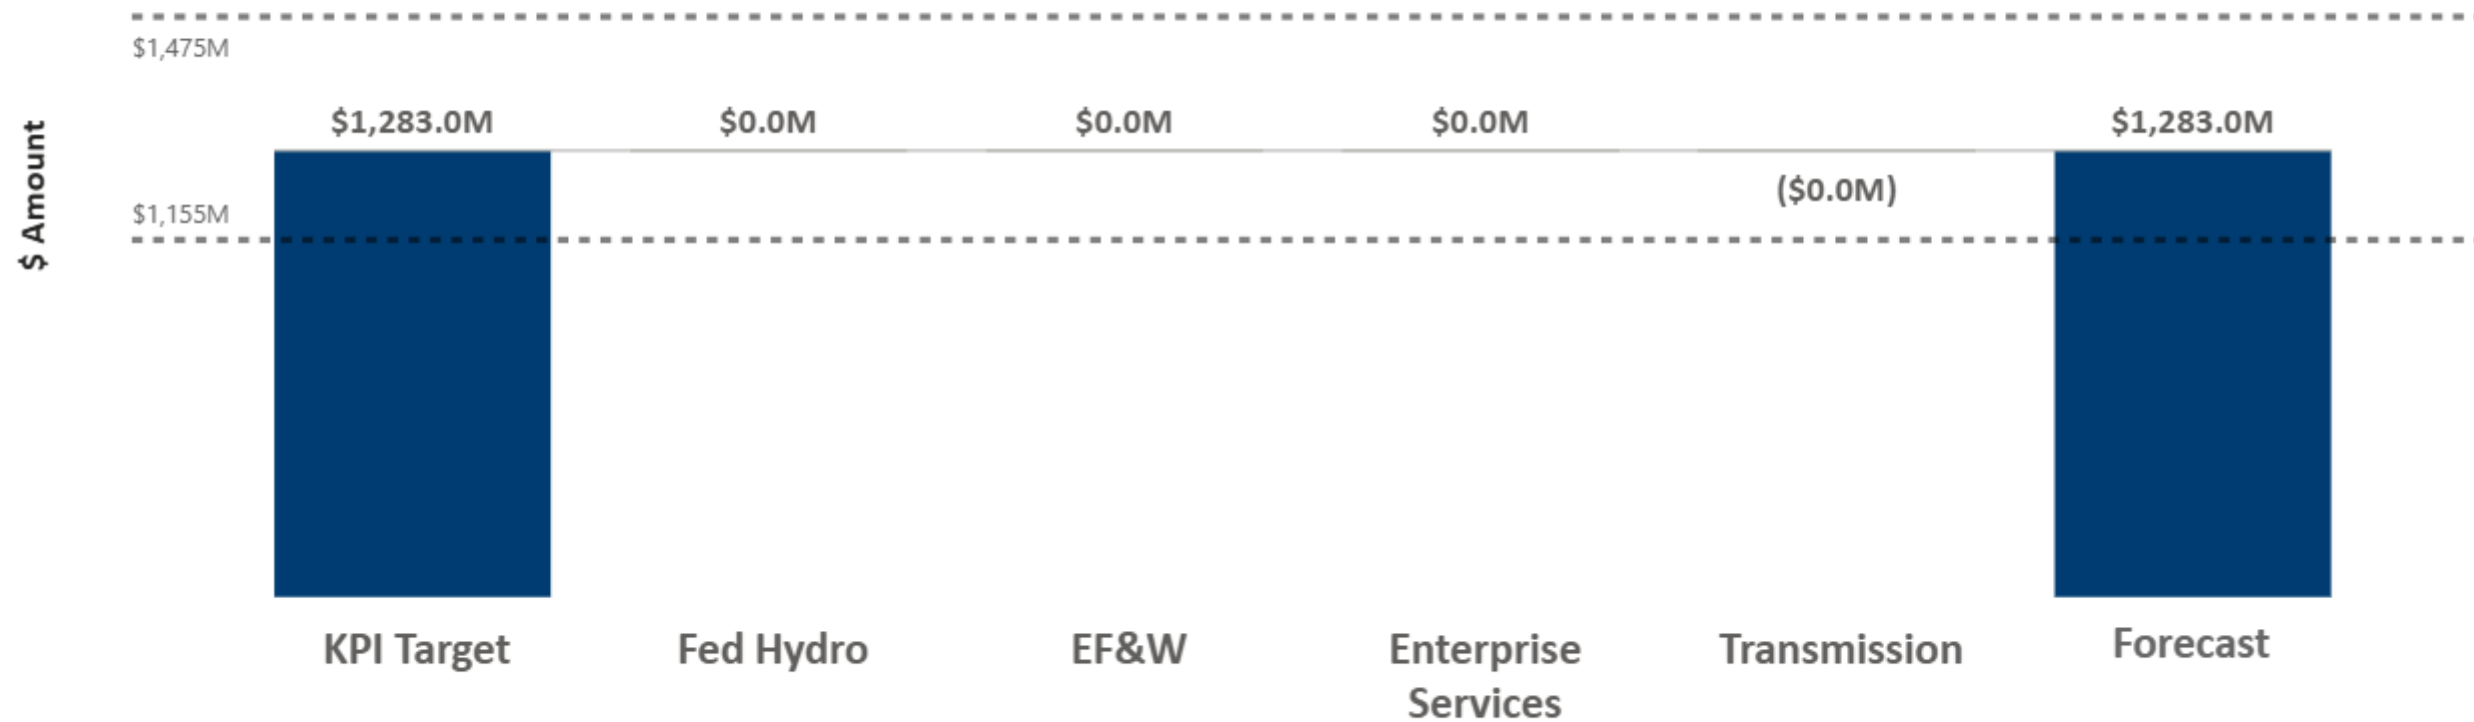 $1,475M
$1,283.0M $0.0M $0.0M $0.0M $1,283.0M
$ Amount
($0.0M)
$1,155M
KPI Target Fed Hydro EF&W Enterprise Transmission Forecast
Services